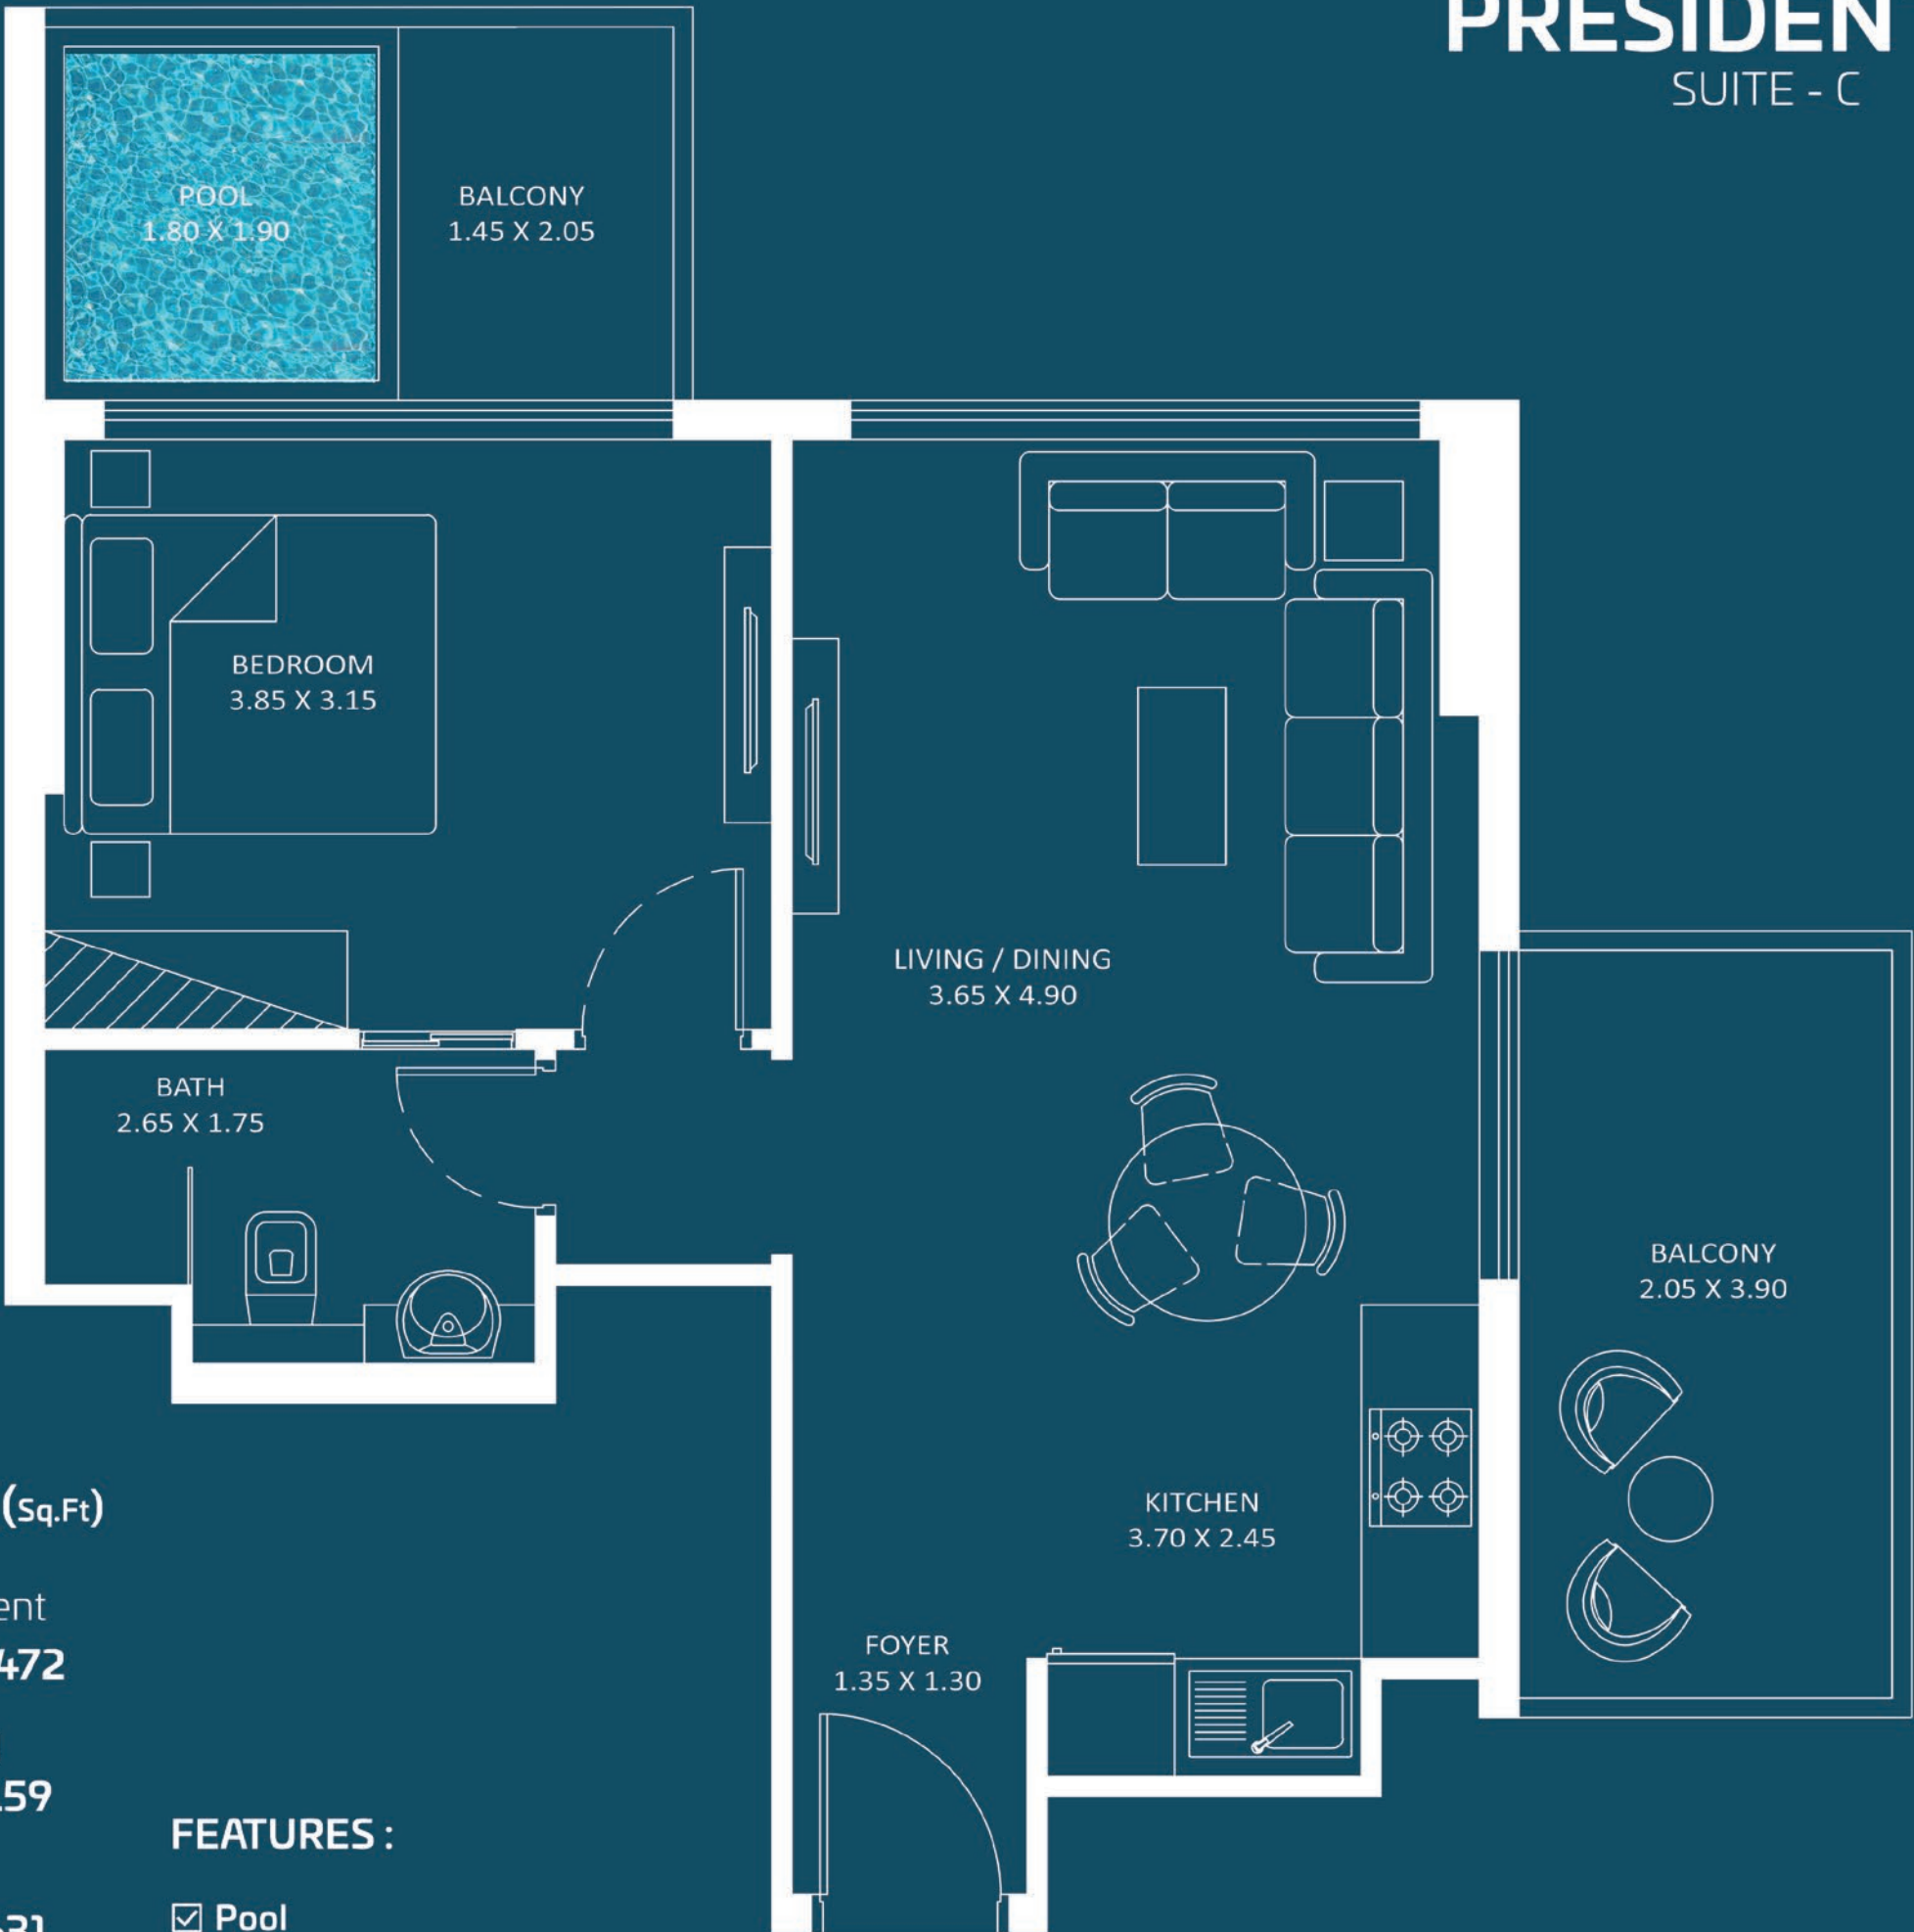 PRESIDEN
SUITE - C
POOL
1.80 X 1.90
BALCONY
1.45 X 2.05
BEDROOM
3.85 X 3.15
LIVING / DINING
3.65 X 4.90
BATH
2.65 X 1.75
BALCONY
2.05 X 3.90
KITCHEN
3.70 X 2.45
FOYER
1.35 X 1.30
(Sq.Ft)
ent
472
159
31
FEATURES :
Pool